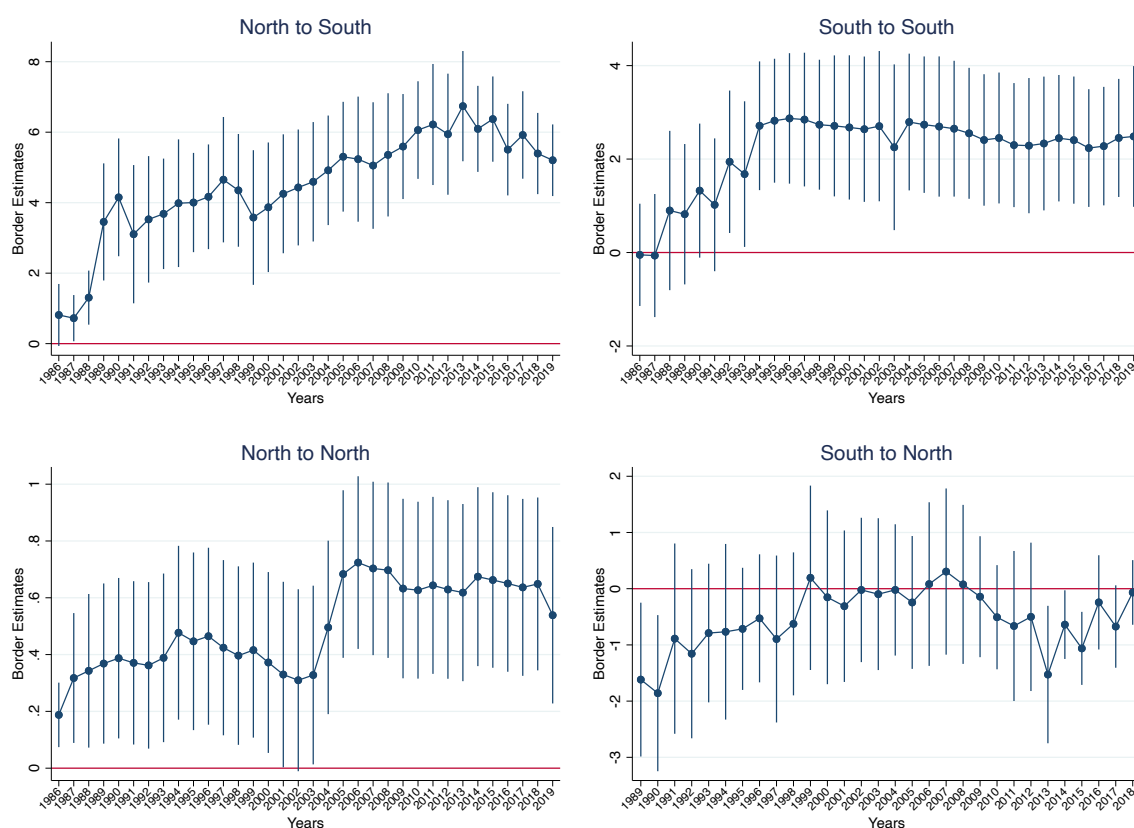 North to South
Border Estimates
8
6
4
2
0
1986 1987 1988 1989 1990 1991 1992 1993 1994 1995 1996 1997 1998 1999 2000 2001 2002 2003 2004 2005 2006 2007 2008 2009 2010 2011 2012 2013 2014 2015 2016 2017 2018 2019
Years
South to South
Border Estimates
4
2
0
-2
1986 1987 1988 1989 1990 1991 1992 1993 1994 1995 1996 1997 1998 1999 2000 2001 2002 2003 2004 2005 2006 2007 2008 2009 2010 2011 2012 2013 2014 2015 2016 2017 2018 2019
Years
North to North
Border Estimates
1
.8
.6
.4
.2
0
1986 1987 1988 1989 1990 1991 1992 1993 1994 1995 1996 1997 1998 1999 2000 2001 2002 2003 2004 2005 2006 2007 2008 2009 2010 2011 2012 2013 2014 2015 2016 2017 2018 2019
Years
South to North
Border Estimates
2
1
0
-1
-2
-3
1989 1990 1991 1992 1993 1994 1995 1996 1997 1998 1999 2000 2001 2002 2003 2004 2005 2006 2007 2008 2009 2010 2011 2012 2013 2014 2015 2016 2017 2018
Years